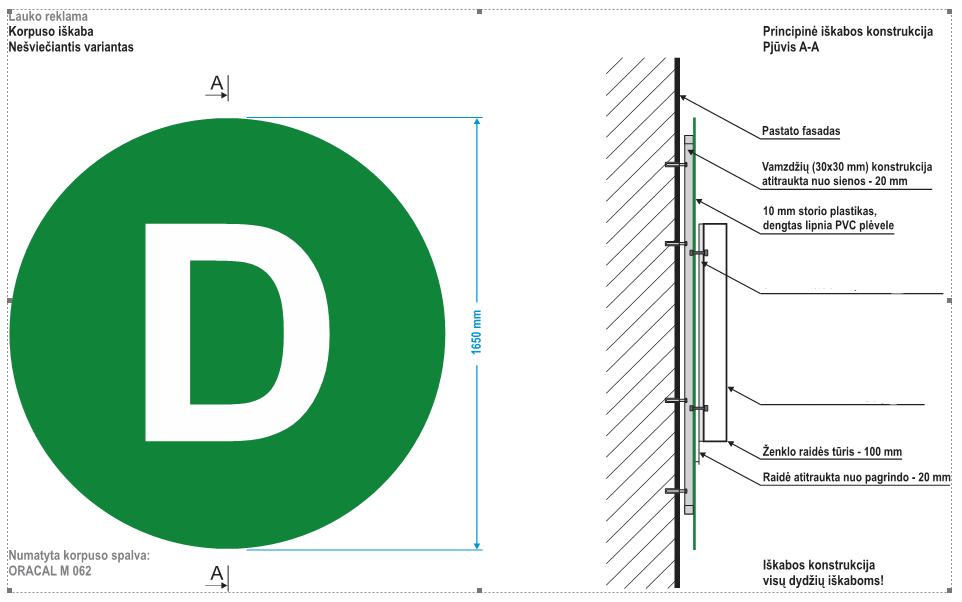 Lauko reklama
Korpuso iškaba
Nešviečiantis variantas
Principinė iškabos konstrukcija
Pjūvis A-A
A
D
1650 mm
Pastato fasadas
Vamzdžių (30x30 mm) konstrukcija
atitraukta nuo sienos - 20 mm
10 mm storio plastikas,
dengtas lipnia PVC plėvele
Ženklo raidės tūris - 100 mm
Raidė atitraukta nuo pagrindo - 20 mm
Numatyta korpuso spalva:
ORACAL M 062
A
Iškabos konstrukcija
visų dydžių iškaboms!